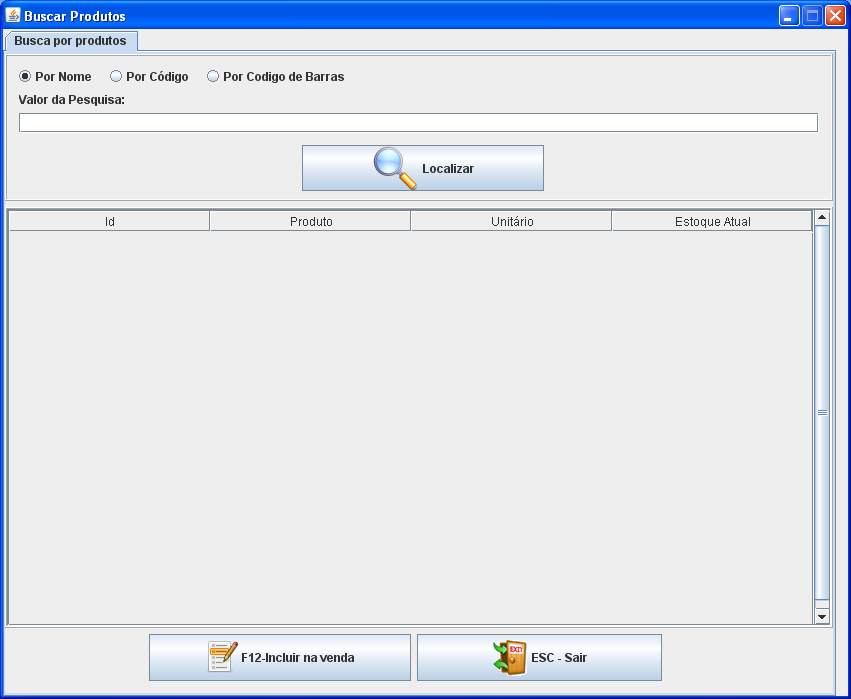 Buscar Produtos
Busca por produtos
Por Nome Por Código Por Codigo de Barras
Valor da Pesquisa:
Localizar
Id Produto Unitário Estoque Atual
F12-Incluir na venda EXIT ESC - Sair